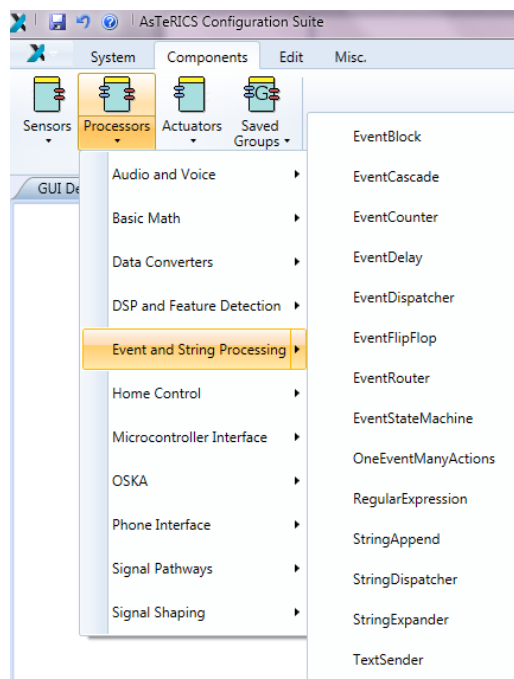 AsTeRICS Configuration Suite
System Components Edit Misc.
Sensors Processors Actuators Saved
Groups
GUI De
Audio and Voice
Basic Math
Data Converters
DSP and Feature Detection
Event and String Processing
Home Control
Microcontroller Interface
OSKA
Phone Interface
Signal Pathways
Signal Shaping
EventBlock
EventCascade
EventCounter
EventDelay
EventDispatcher
EventFlipFlop
EventRouter
EventStateMachine
OneEventManyActions
RegularExpression
StringAppend
StringDispatcher
StringExpander
TextSender